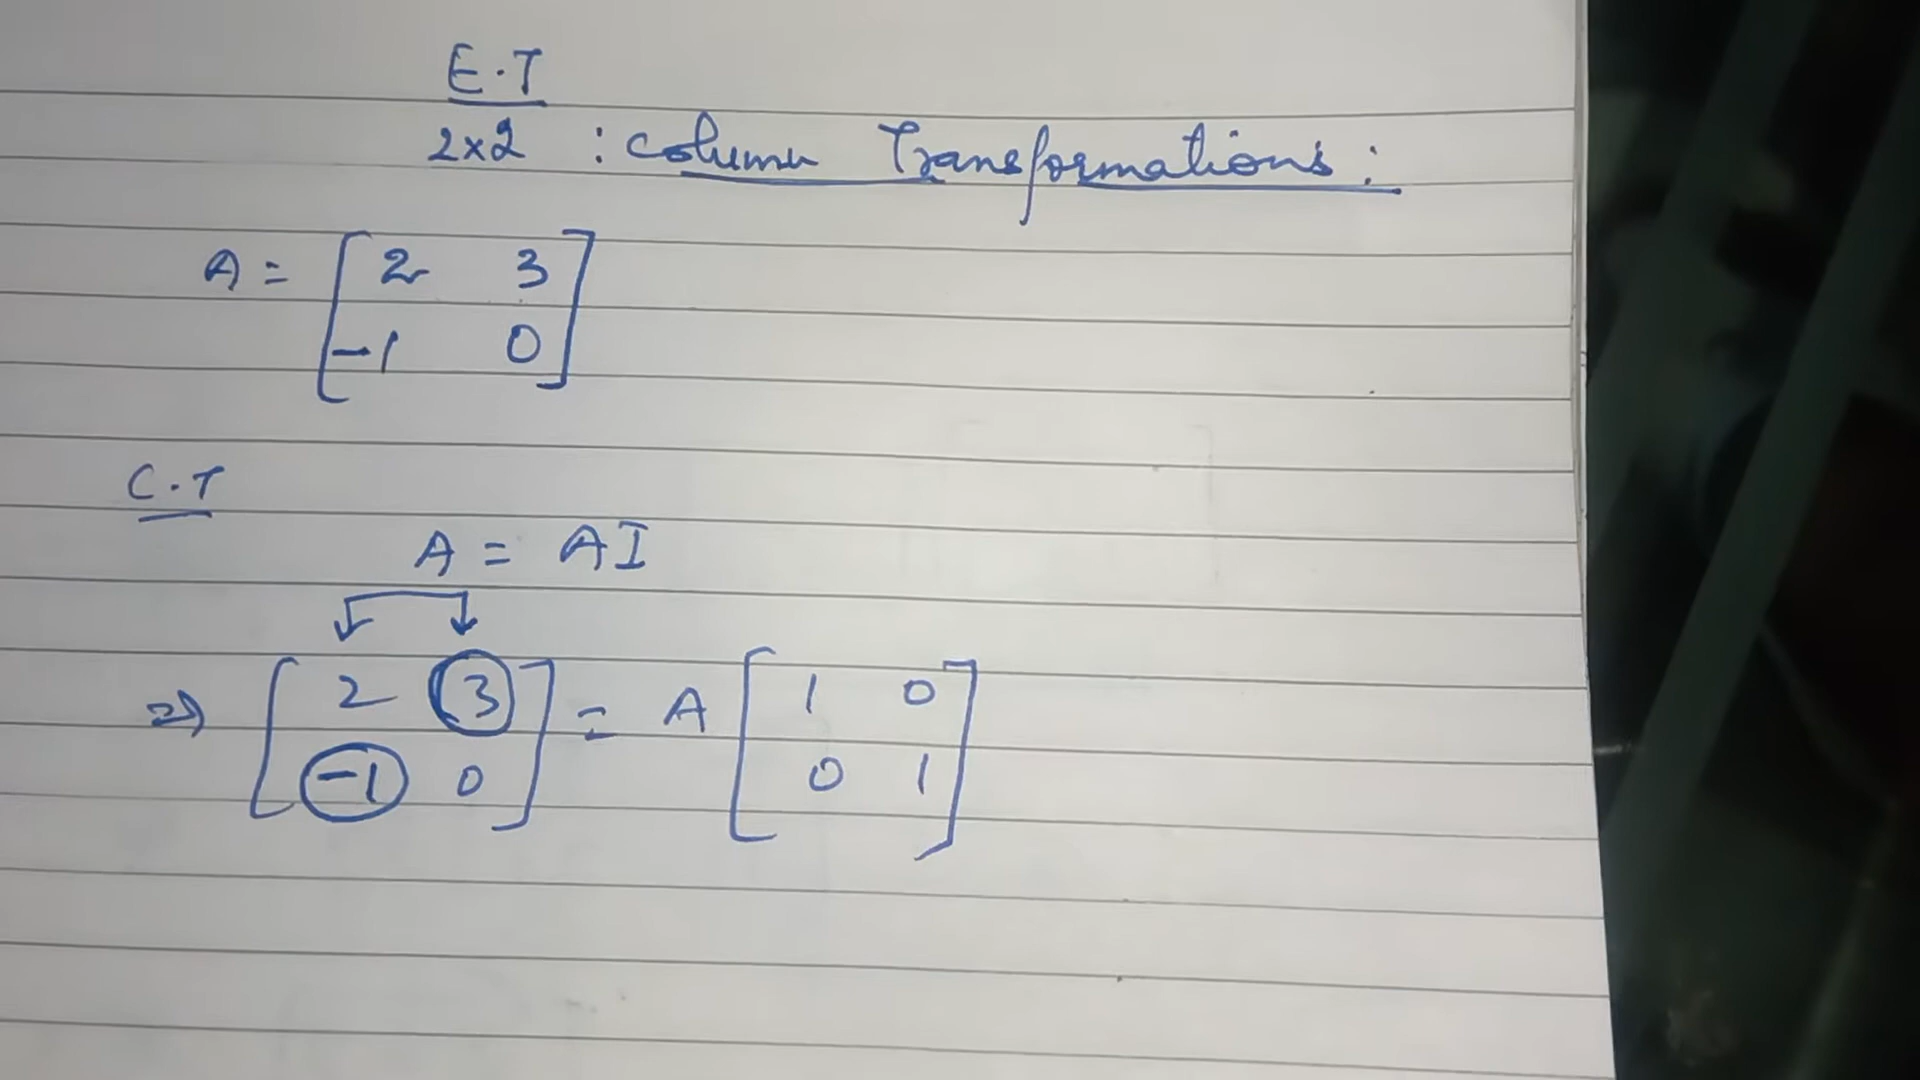 E.T
2x2 : Column Transformations :
A = [ 2 3
-1 0 ]
C.T
A = AI
⇒ [ 2 3 ] = A [ 1 0 ]
[ -1 0 ] [ 0 1 ]